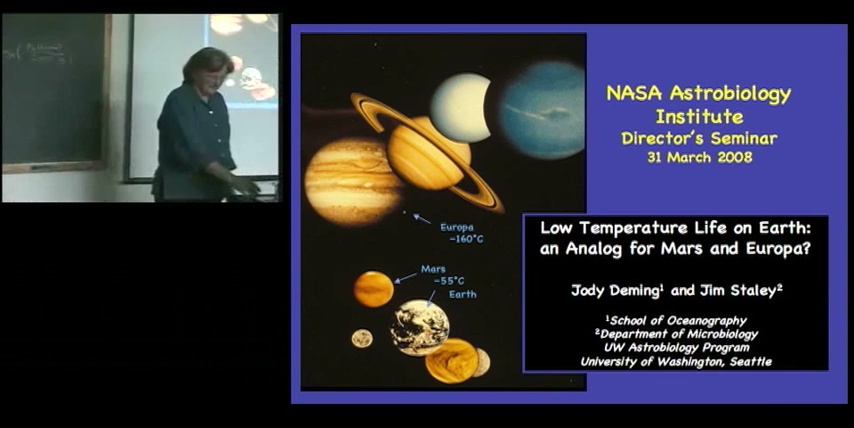 NASA Astrobiology
Institute
Director's Seminar
31 March 2008
Europa
-160°C
Mars
-55°C
Earth
Low Temperature Life on Earth:
an Analog for Mars and Europa?
Jody Deming¹ and Jim Staley²
¹School of Oceanography
²Department of Microbiology
UW Astrobiology Program
University of Washington, Seattle